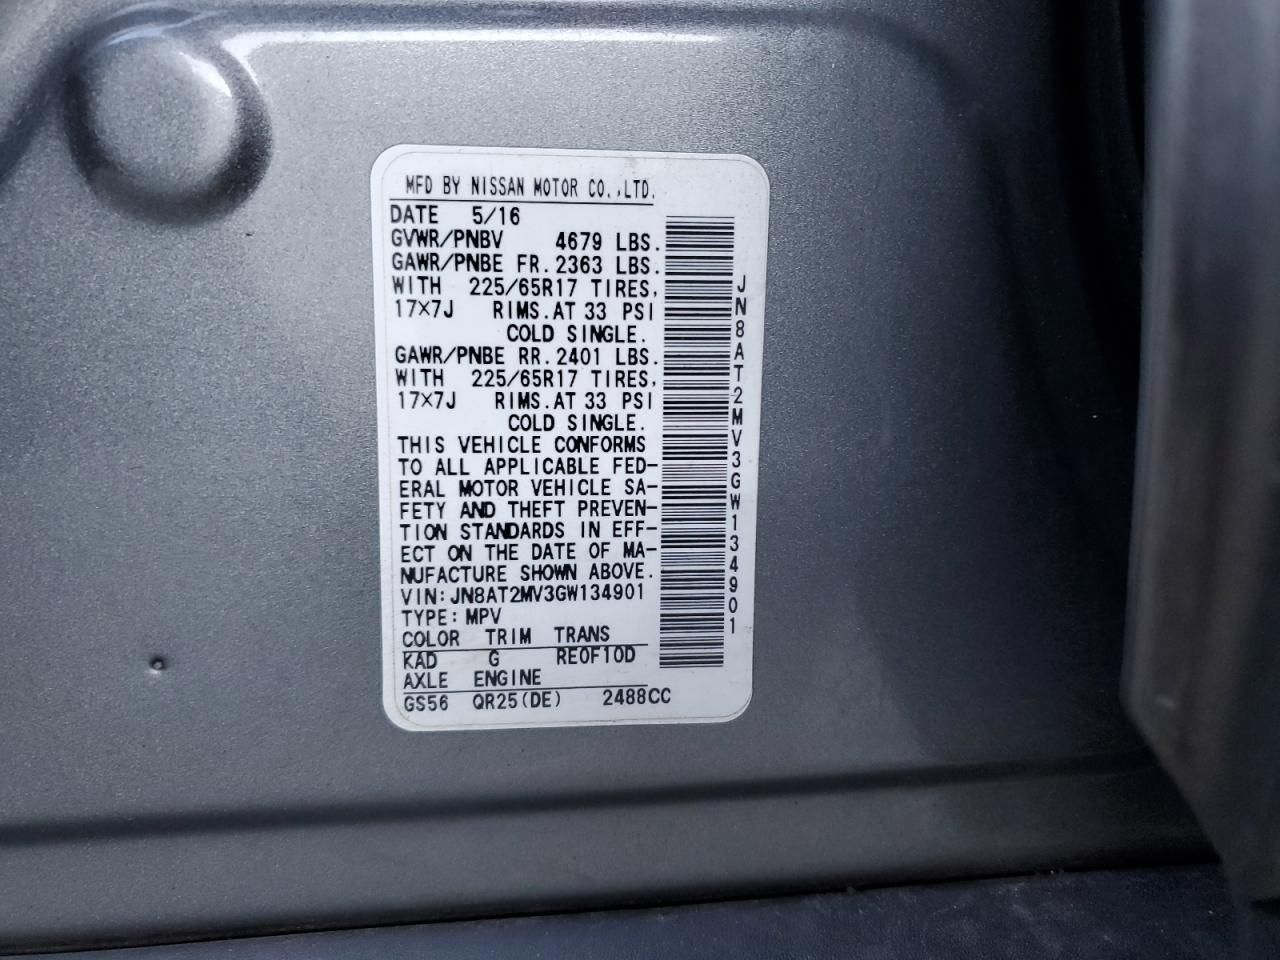 MFD BY NISSAN MOTOR CO.,LTD.
DATE 5/16
GVWR/PNBV 4679 LBS.
GAWR/PNBE FR.2363 LBS.
WITH 225/65R17 TIRES,
17×7J RIMS.AT 33 PSI
COLD SINGLE.
GAWR/PNBE RR.2401 LBS.
WITH 225/65R17 TIRES,
17×7J RIMS.AT 33 PSI
COLD SINGLE.
THIS VEHICLE CONFORMS
TO ALL APPLICABLE FED-
ERAL MOTOR VEHICLE SA-
FETY AND THEFT PREVEN-
TION STANDARDS IN EFF-
ECT ON THE DATE OF MA-
NUFACTURE SHOWN ABOVE.
VIN:JN8AT2MV3GW134901
TYPE:MPV
COLOR TRIM TRANS
KAD G RE0F10D
AXLE ENGINE
GS56 QR25(DE) 2488CC
JN8AT2MV3GW134901